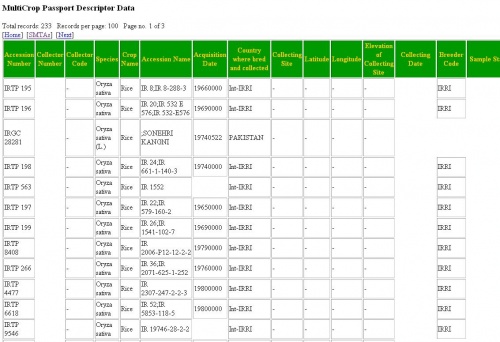 MultiCrop Passport Descriptor Data
Total records: 233 Records per page: 100 Page no. 1 of 3
[Home] [SMTAs] [Next]
Accession Number Collector Number Collector Code Species Crop Name Accession Name Acquisition Date Country where bred and collected Collecting Site Latitude Longitude Elevation of Collecting Site Collecting Date Breeder Code Sample St
IRTP 195 - Oryza sativa Rice IR 8;IR 8-288-3 19660000 Int-IRRI - - - - IRRI
IRTP 196 - Oryza sativa Rice IR 20;IR 532 E 576;IR 532-E576 19690000 Int-IRRI - - - - IRRI
IRGC 28281 - Oryza sativa (L.) Rice ,SONEHRI KANGNI 19740522 PAKISTAN - - - -
IRTP 198 - Oryza sativa Rice IR 24;IR 661-1-140-3 19740000 Int-IRRI - - - - IRRI
IRTP 563 - Oryza sativa Rice IR 1552 Int-IRRI - - - - IRRI
IRTP 197 - Oryza sativa Rice IR 22;IR 579-160-2 19650000 Int-IRRI - - - - IRRI
IRTP 199 - Oryza sativa Rice IR 26;IR 1541-102-7 19690000 Int-IRRI - - - - IRRI
IRTP 8408 - Oryza sativa Rice IR 2006-P12-12-2-2 19790000 Int-IRRI - - - - IRRI
IRTP 266 - Oryza sativa Rice IR 36;IR 2071-625-1-252 19760000 Int-IRRI - - - - IRRI
IRTP 4477 - Oryza sativa Rice IR 2307-247-2-2-3 19800000 Int-IRRI - - - - IRRI
IRTP 6618 - Oryza sativa Rice IR 52;IR 5853-118-5 19800000 Int-IRRI - - - - IRRI
IRTP 9546 - Oryza sativa Rice IR 19746-28-2-2 Int-IRRI - - - - IRRI